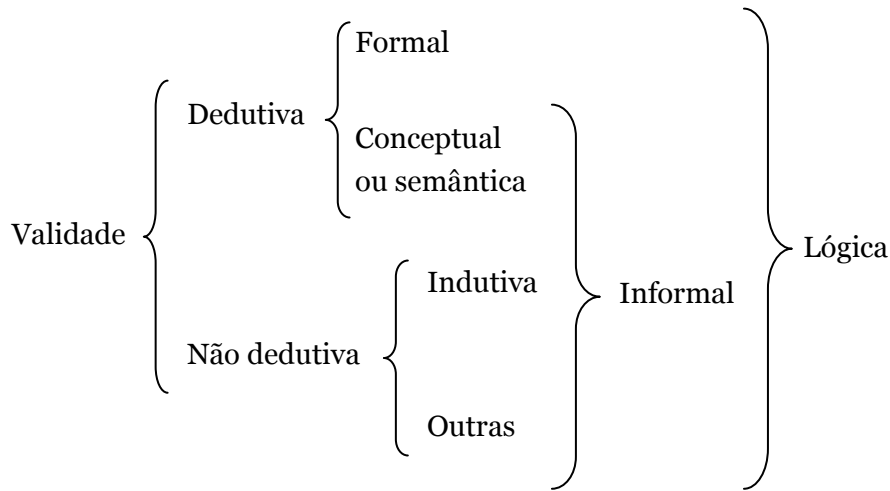 Formal
Dedutiva
Conceptual
ou semântica
Validade
Lógica
Indutiva
Informal
Não dedutiva
Outras